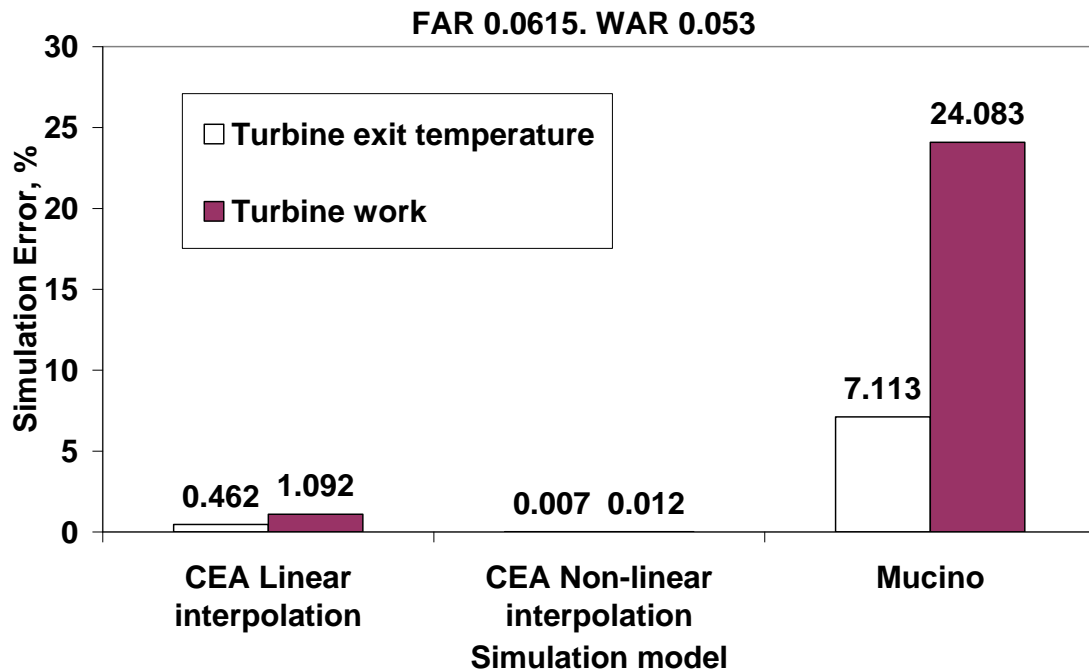 FAR 0.0615. WAR 0.053
30
25
20
15
10
5
0
Simulation Error, %
Turbine exit temperature
Turbine work
0.462
1.092
0.007
0.012
7.113
24.083
CEA Linear
interpolation
CEA Non-linear
interpolation
Mucino
Simulation model